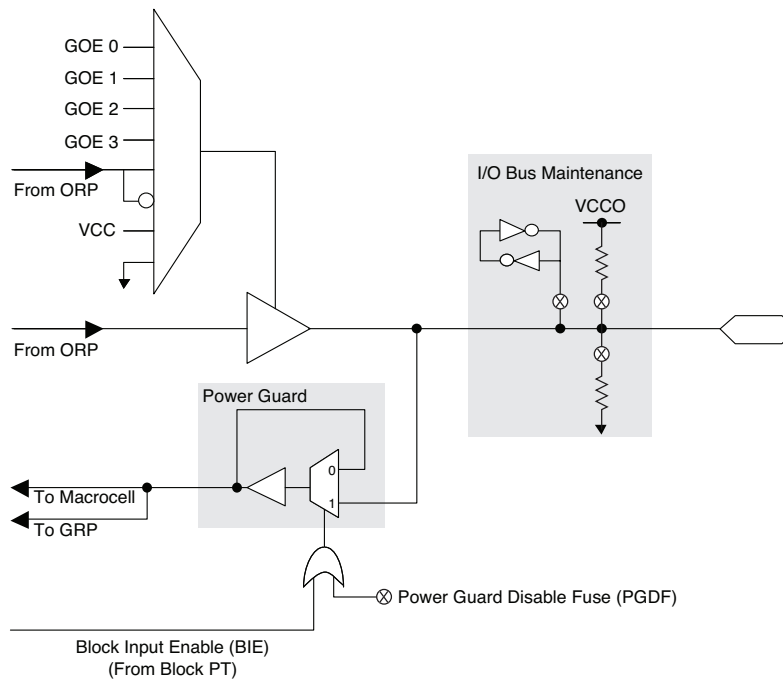 GOE 0
GOE 1
GOE 2
GOE 3
From ORP
VCC
From ORP
I/O Bus Maintenance
VCCO
Power Guard
0
1
To Macrocell
To GRP
Power Guard Disable Fuse (PGDF)
Block Input Enable (BIE)
(From Block PT)